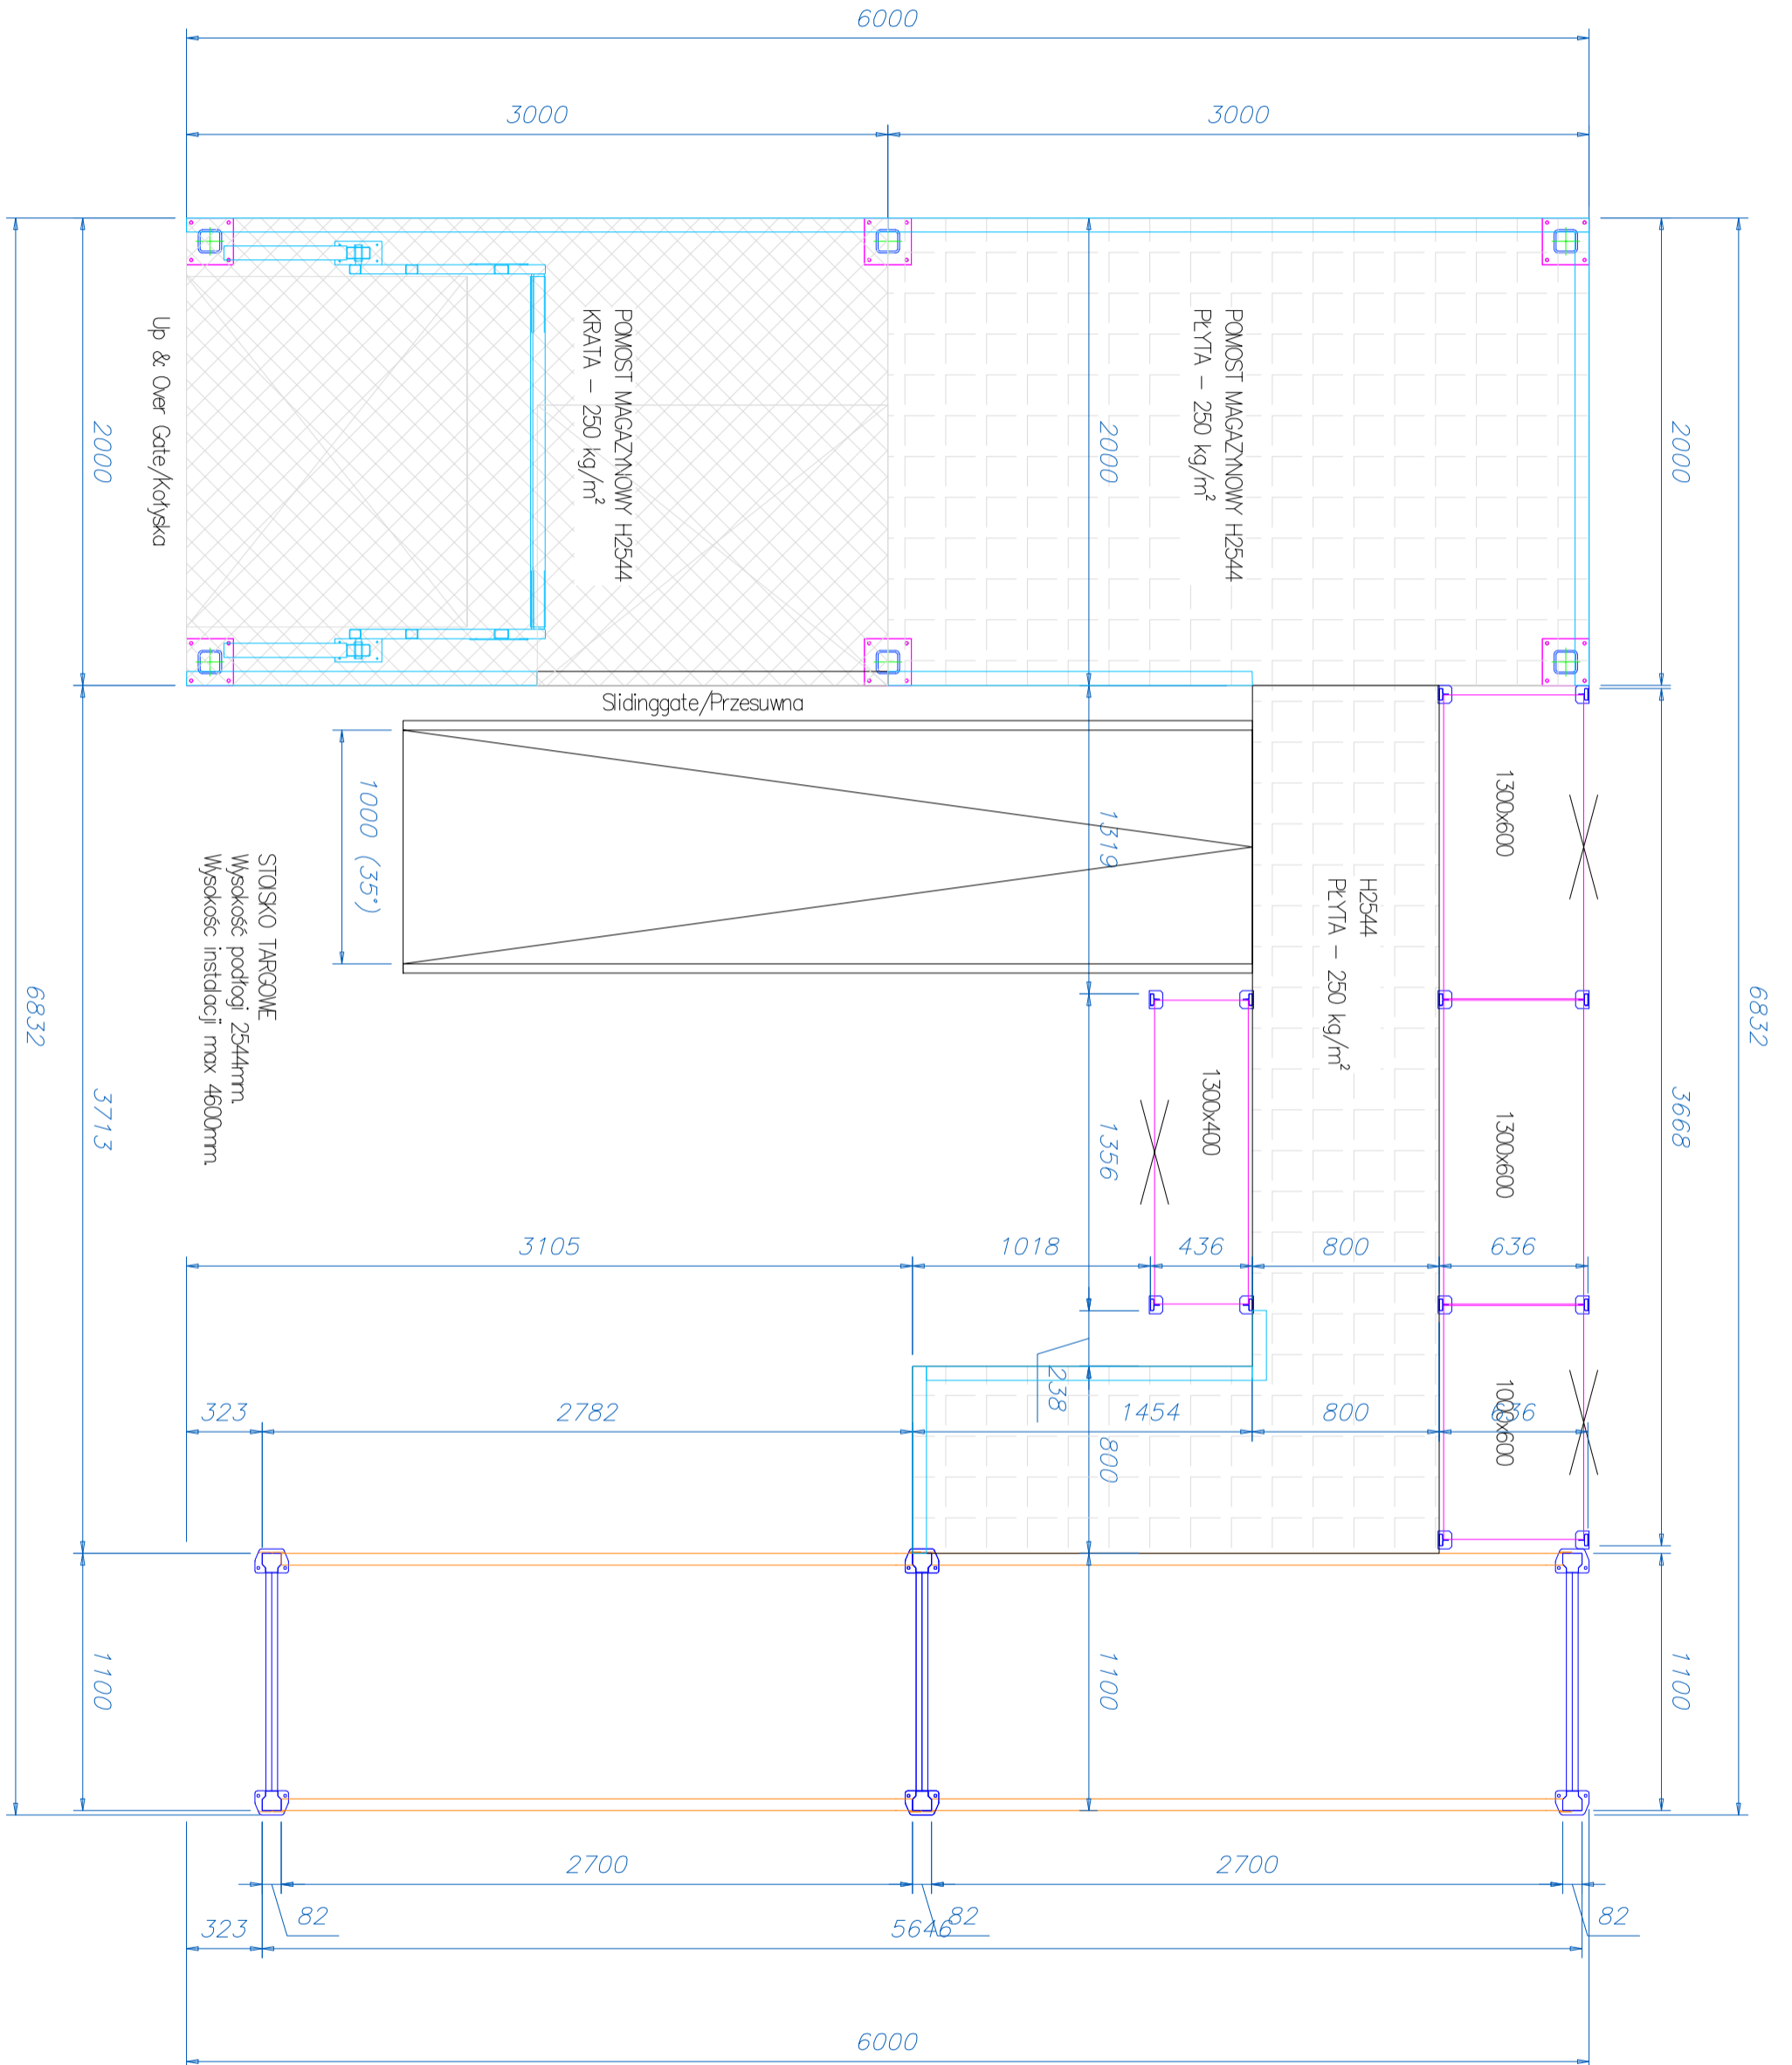 6000
3000
3000
2000
2000
2000
6832
6832
3713
3668
1100
1100
1100
POMOST MAGAZYNOWY H2544
KRATA - 250 kg/m²
POMOST MAGAZYNOWY H2544
PŁYTA - 250 kg/m²
Up & Over Gate/Kołyska
Slidinggate/Przesuwna
1000 (35°)
1319
1356
238
800
H2544
PŁYTA - 250 kg/m²
1300x600
1300x600
1000x600
1300x400
STOISKO TARGOWE
Wysokość podłogi 2544mm.
Wysokość instalacji max 4600mm.
3105
1018
436
800
636
323
2782
1454
800
636
2700
2700
82
82
82
323
5646
6000